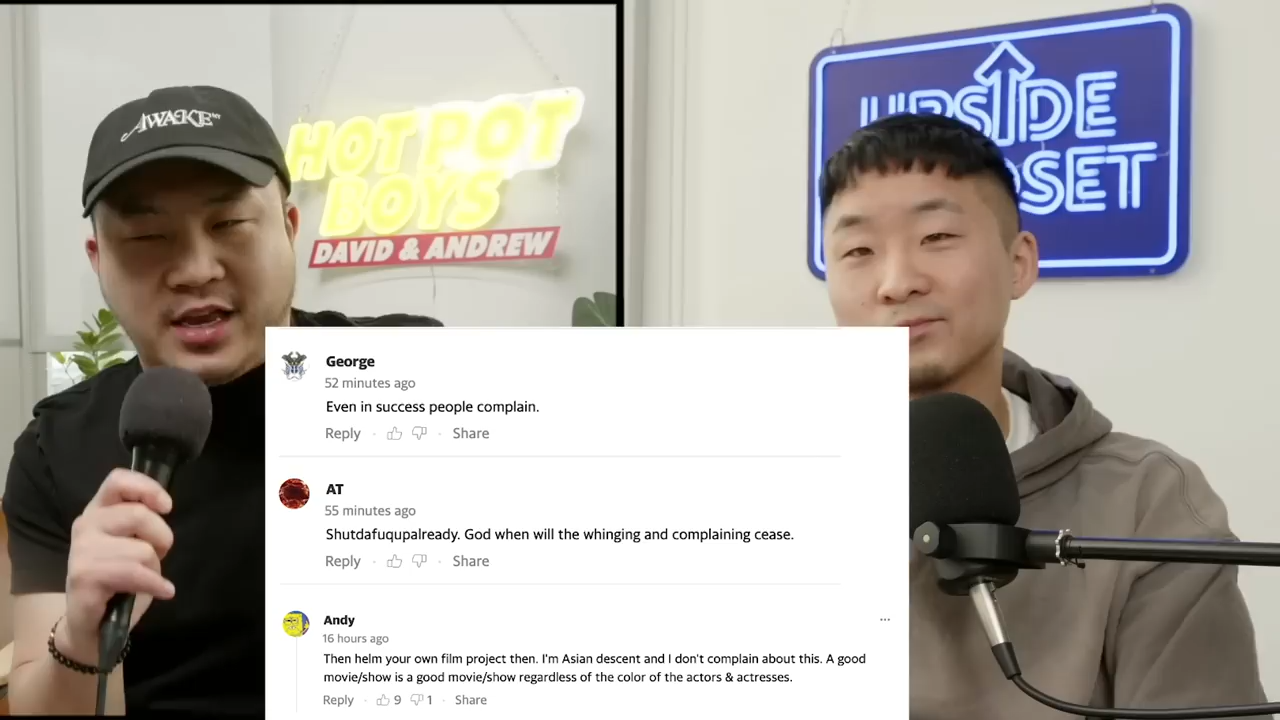 AWAKE NY
HOT POT
BOYS
DAVID & ANDREW
UPSIDE
George
52 minutes ago
Even in success people complain.
Reply · · Share
AT
55 minutes ago
Shutdafuqupalready. God when will the whinging and complaining cease.
Reply · · Share
Andy
...
16 hours ago
Then helm your own film project then. I'm Asian descent and I don't complain about this. A good
movie/show is a good movie/show regardless of the color of the actors & actresses.
Reply · 9 1 · Share